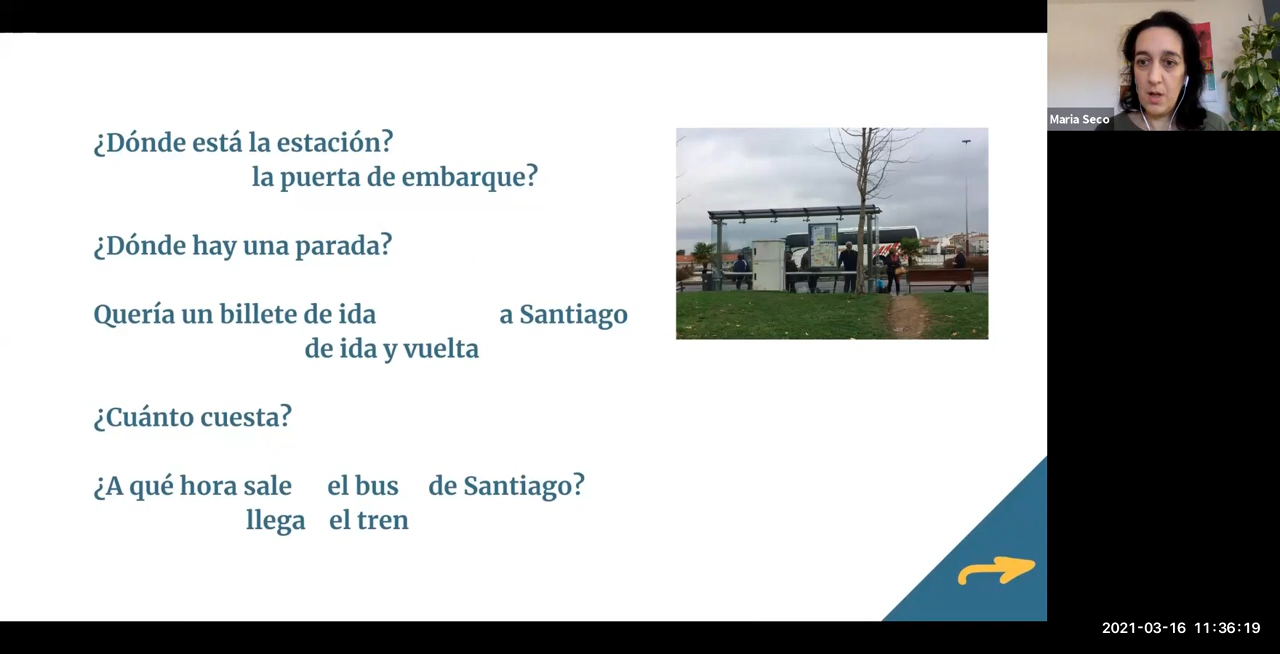 ¿Dónde está la estación?
la puerta de embarque?
¿Dónde hay una parada?
Quería un billete de ida a Santiago
de ida y vuelta
¿Cuánto cuesta?
¿A qué hora sale el bus de Santiago?
llega el tren
Maria Seco
2021-03-16 11:36:19